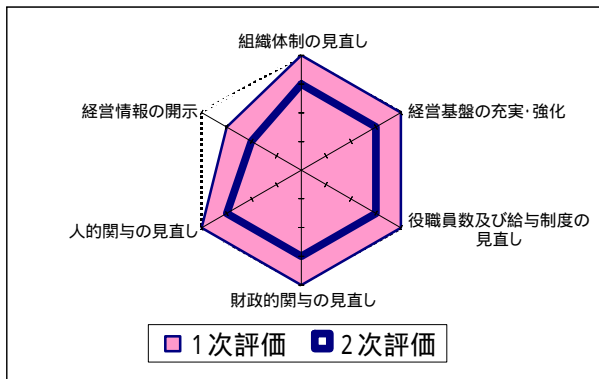 組織体制の見直し
経営情報の開示
経営基盤の充実・強化
人的関与の見直し
役職員数及び給与制度の
見直し
財政的関与の見直し
1次評価 2次評価